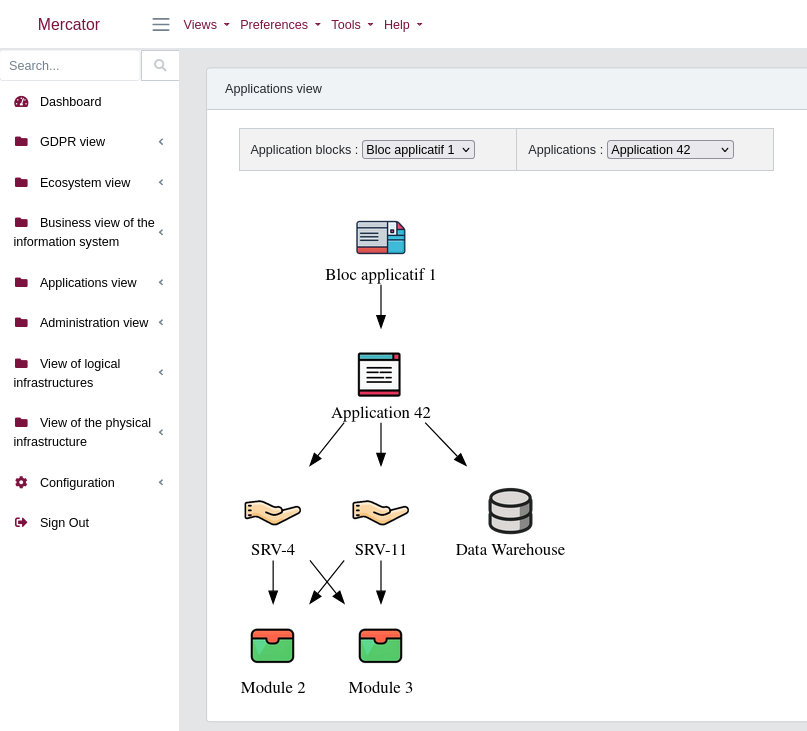 Mercator
Views Preferences Tools Help
Search...
Dashboard
GDPR view
Ecosystem view
Business view of the
information system
Applications view
Administration view
View of logical
infrastructures
View of the physical
infrastructure
Configuration
Sign Out
Applications view
Application blocks : Bloc applicatif 1 Applications : Application 42
Bloc applicatif 1
Application 42
SRV-4 SRV-11 Data Warehouse
Module 2 Module 3